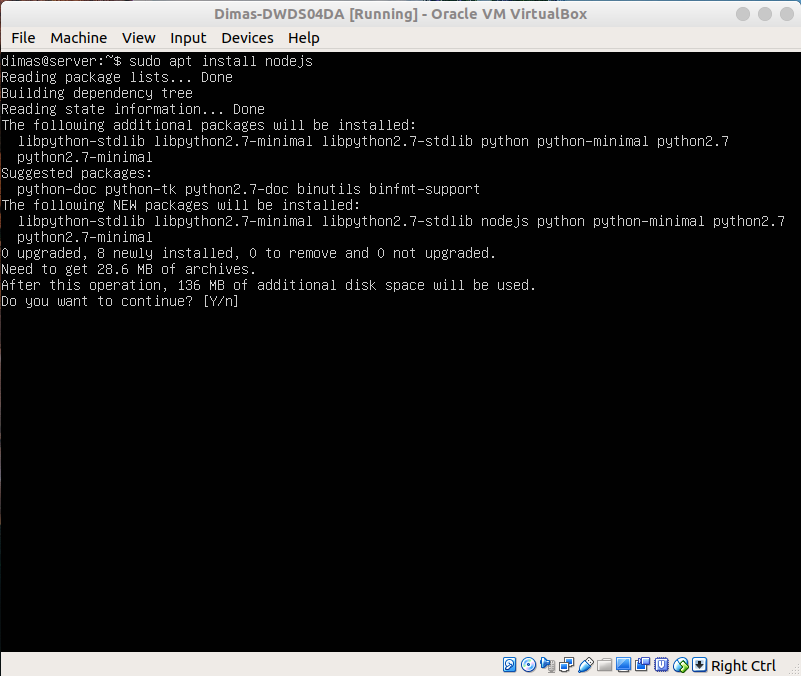 Dimas-DWDS04DA [Running] - Oracle VM VirtualBox
File Machine View Input Devices Help
dimas@server:~$ sudo apt install nodejs
Reading package lists... Done
Building dependency tree
Reading state information... Done
The following additional packages will be installed:
  libpython-stdlib libpython2.7-minimal libpython2.7-stdlib python python-minimal python2.7
  python2.7-minimal
Suggested packages:
  python-doc python-tk python2.7-doc binutils binfmt-support
The following NEW packages will be installed:
  libpython-stdlib libpython2.7-minimal libpython2.7-stdlib nodejs python python-minimal python2.7
  python2.7-minimal
0 upgraded, 8 newly installed, 0 to remove and 0 not upgraded.
Need to get 28.6 MB of archives.
After this operation, 136 MB of additional disk space will be used.
Do you want to continue? [Y/n]
Right Ctrl